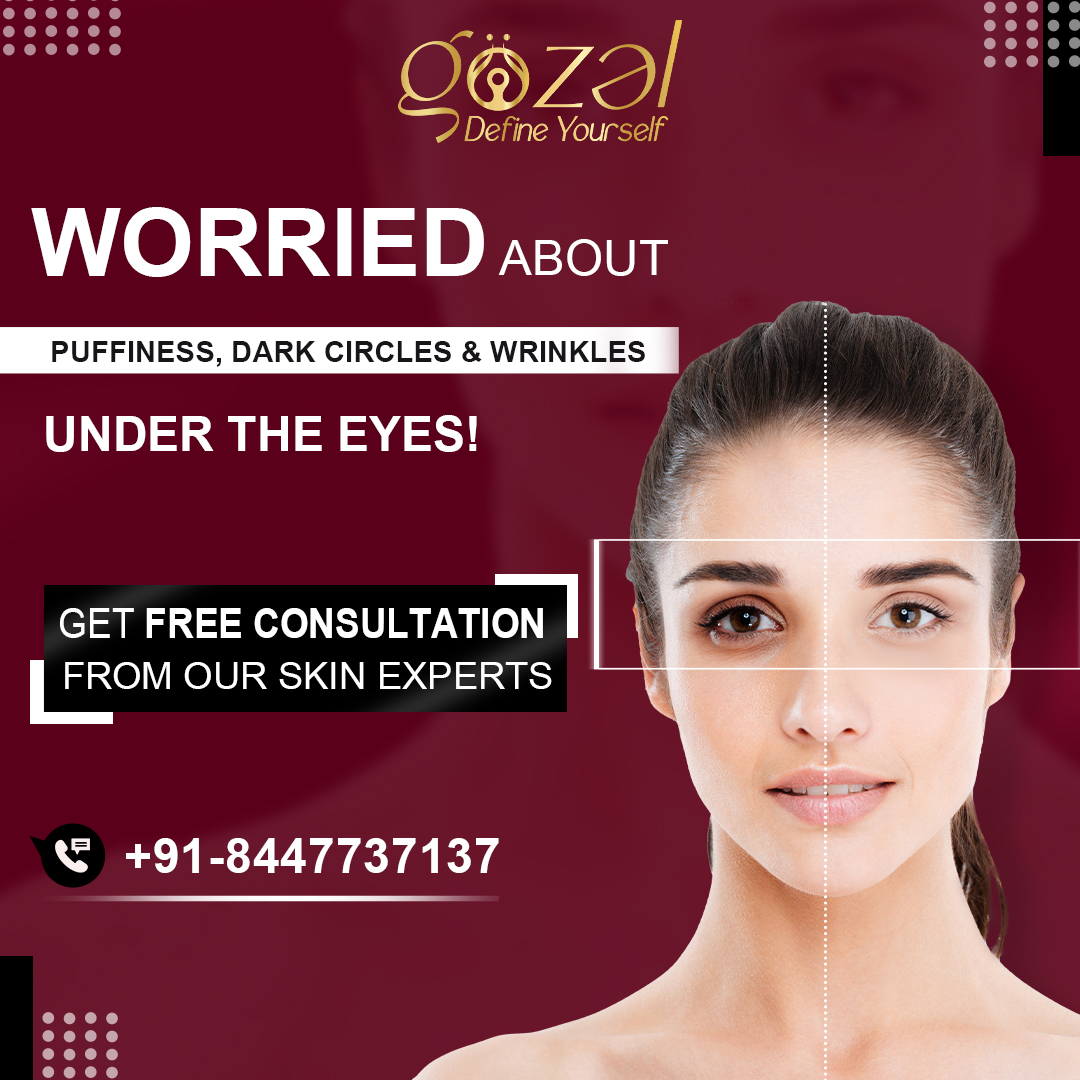 gözəl
Define Yourself
WORRIED ABOUT
PUFFINESS, DARK CIRCLES & WRINKLES
UNDER THE EYES!
GET FREE CONSULTATION
FROM OUR SKIN EXPERTS
+91-8447737137